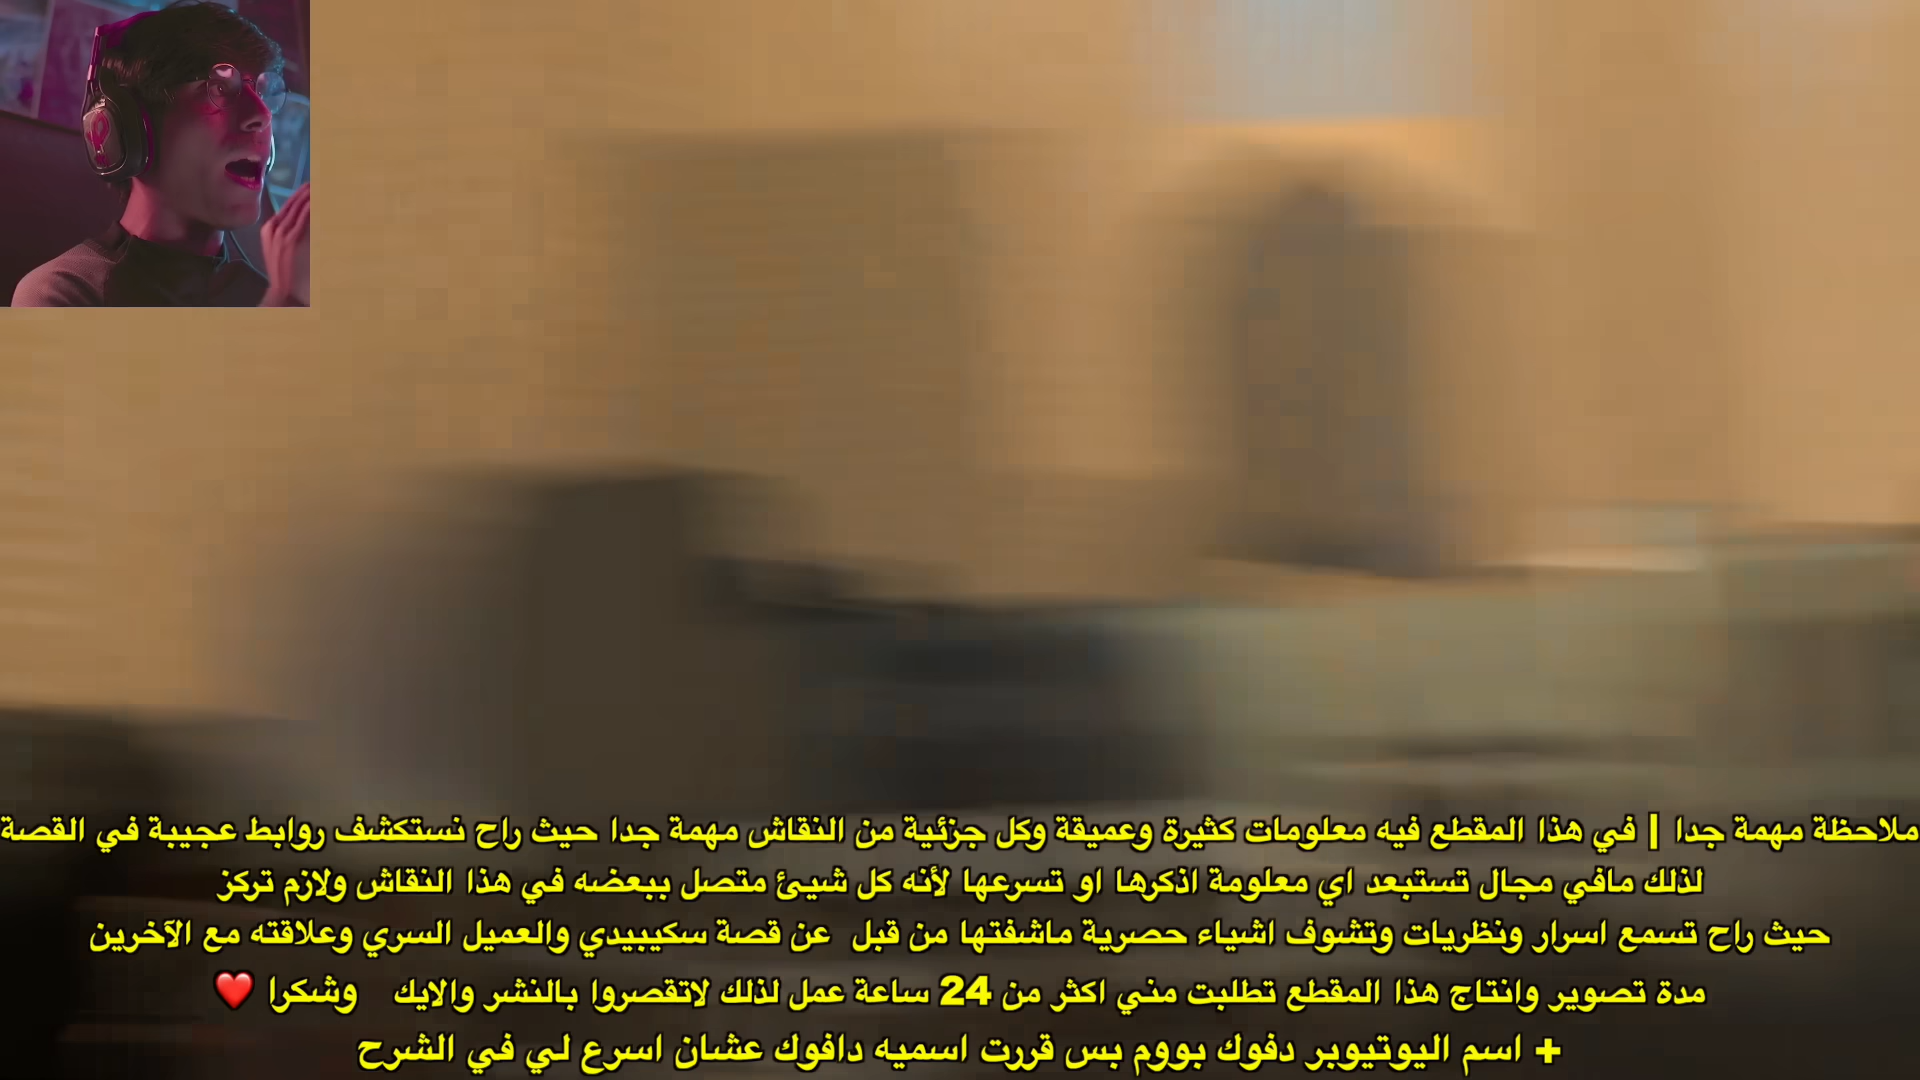 ملاحظة مهمة جدا | في هذا المقطع فيه معلومات كثيرة وعميقة وكل جزئية من النقاش مهمة جدا حيث راح نستكشف روابط عجيبة في القصة
لذلك مافي مجال تستبعد اي معلومة اذكرها او تسرعها لأنه كل شيئ متصل ببعضه في هذا النقاش ولازم تركز
حيث راح تسمع اسرار ونظريات وتشوف اشياء حصرية ماشفتها من قبل عن قصة سكيبيدي والعميل السري وعلاقته مع الآخرين
مدة تصوير وانتاج هذا المقطع تطلبت مني اكثر من 24 ساعة عمل لذلك لاتقصروا بالنشر والايك وشكرا ❤️
+ اسم اليوتيوبر دفوك بووم بس قررت اسميه دافوك عشان اسرع لي في الشرح